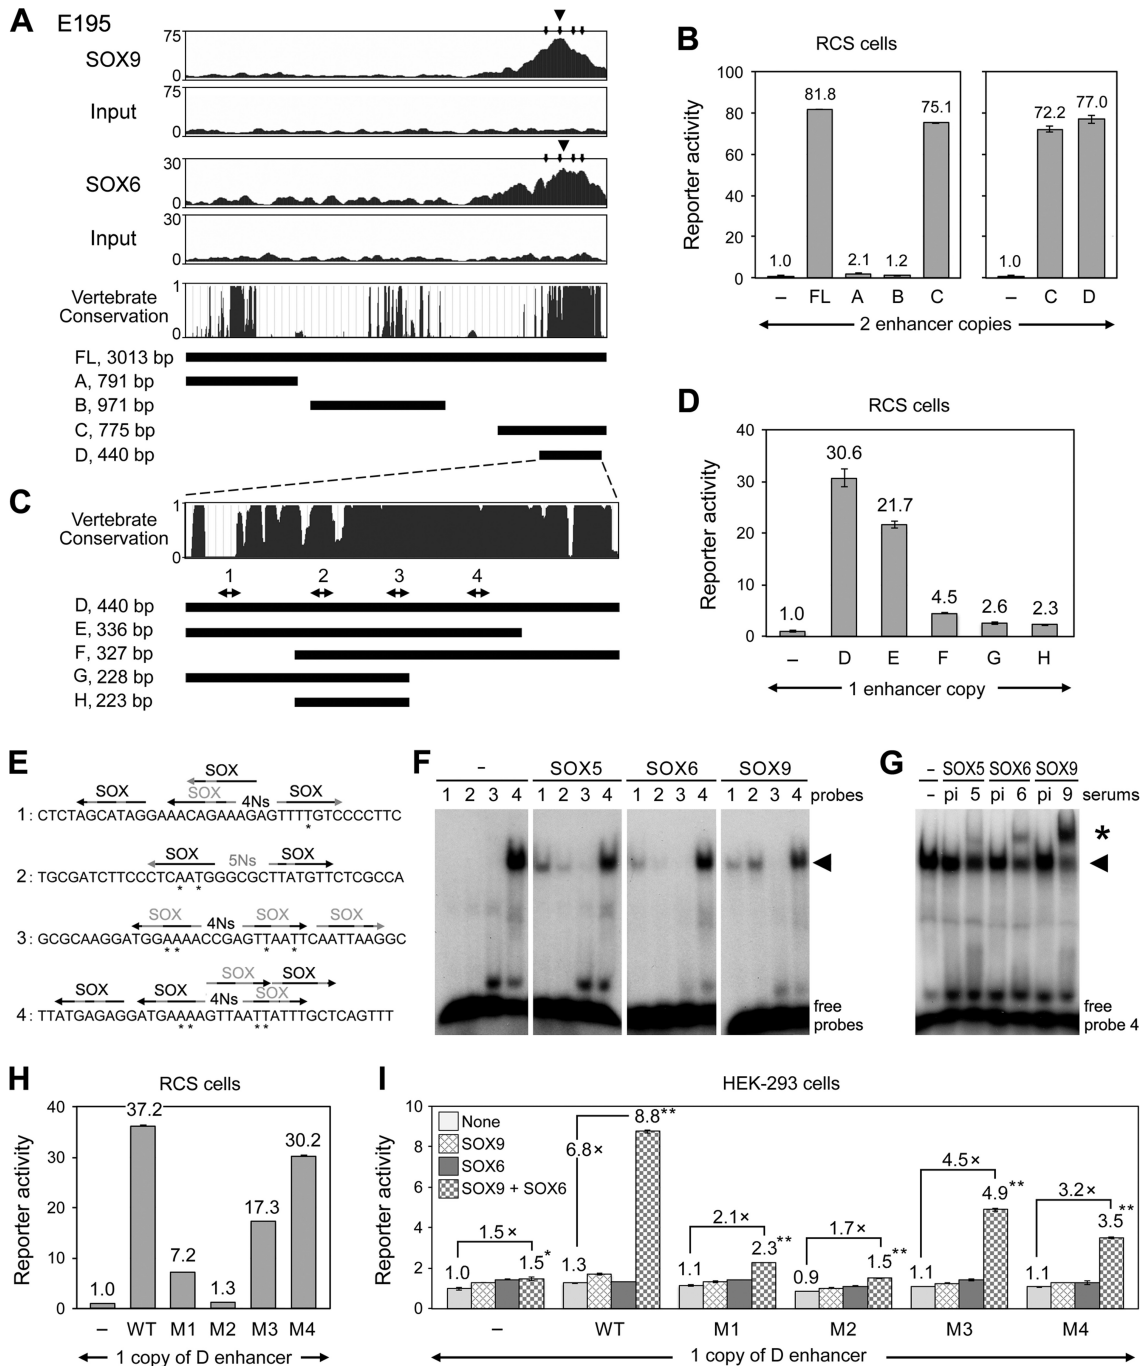 A
E195
SOX9
75
0
Input
75
0
SOX6
30
0
Input
30
0
Vertebrate
Conservation
1
0
FL, 3013 bp
A, 791 bp
B, 971 bp
C, 775 bp
D, 440 bp
B
RCS cells
Reporter activity
100
80
60
40
20
0
1.0
81.8
2.1
1.2
75.1
1.0
72.2
77.0
– FL A B C – C D
2 enhancer copies
C
Vertebrate
Conservation
1
0
1 2 3 4
D, 440 bp
E, 336 bp
F, 327 bp
G, 228 bp
H, 223 bp
D
RCS cells
Reporter activity
40
30
20
10
0
1.0
30.6
21.7
4.5
2.6
2.3
– D E F G H
1 enhancer copy
E
SOX
SOX 4Ns SOX
1: CTCTAGCATAGGAAACAGAAAGAGTTTTGTCCCCTTC
*
SOX 5Ns SOX
2: TGCGATCTTCCCTCAATGGGCGCTTATGTTCTCGCCA
* *
SOX 4Ns SOX SOX
3: GCGCAAGGATGGAAAACCGAGTTAATTCAATTAAGGC
** * *
SOX SOX
SOX SOX 4Ns SOX
4: TTATGAGAGGATGAAAAGTTAATTATTTGCTCAGTTT
** **
F
– SOX5 SOX6 SOX9
1 2 3 4 1 2 3 4 1 2 3 4 1 2 3 4 probes
free
probes
G
– SOX5 SOX6 SOX9
– pi 5 pi 6 pi 9 serums
*
free
probe 4
H
RCS cells
Reporter activity
40
30
20
10
0
1.0
37.2
7.2
1.3
17.3
30.2
– WT M1 M2 M3 M4
1 copy of D enhancer
I
HEK-293 cells
Reporter activity
10
8
6
4
2
0
None
SOX9
SOX6
SOX9 + SOX6
1.5×
1.0
1.5*
6.8×
1.3
8.8**
2.1×
1.1
2.3**
1.7×
0.9
1.5**
4.5×
1.1
4.9**
3.2×
1.1
3.5**
– WT M1 M2 M3 M4
1 copy of D enhancer